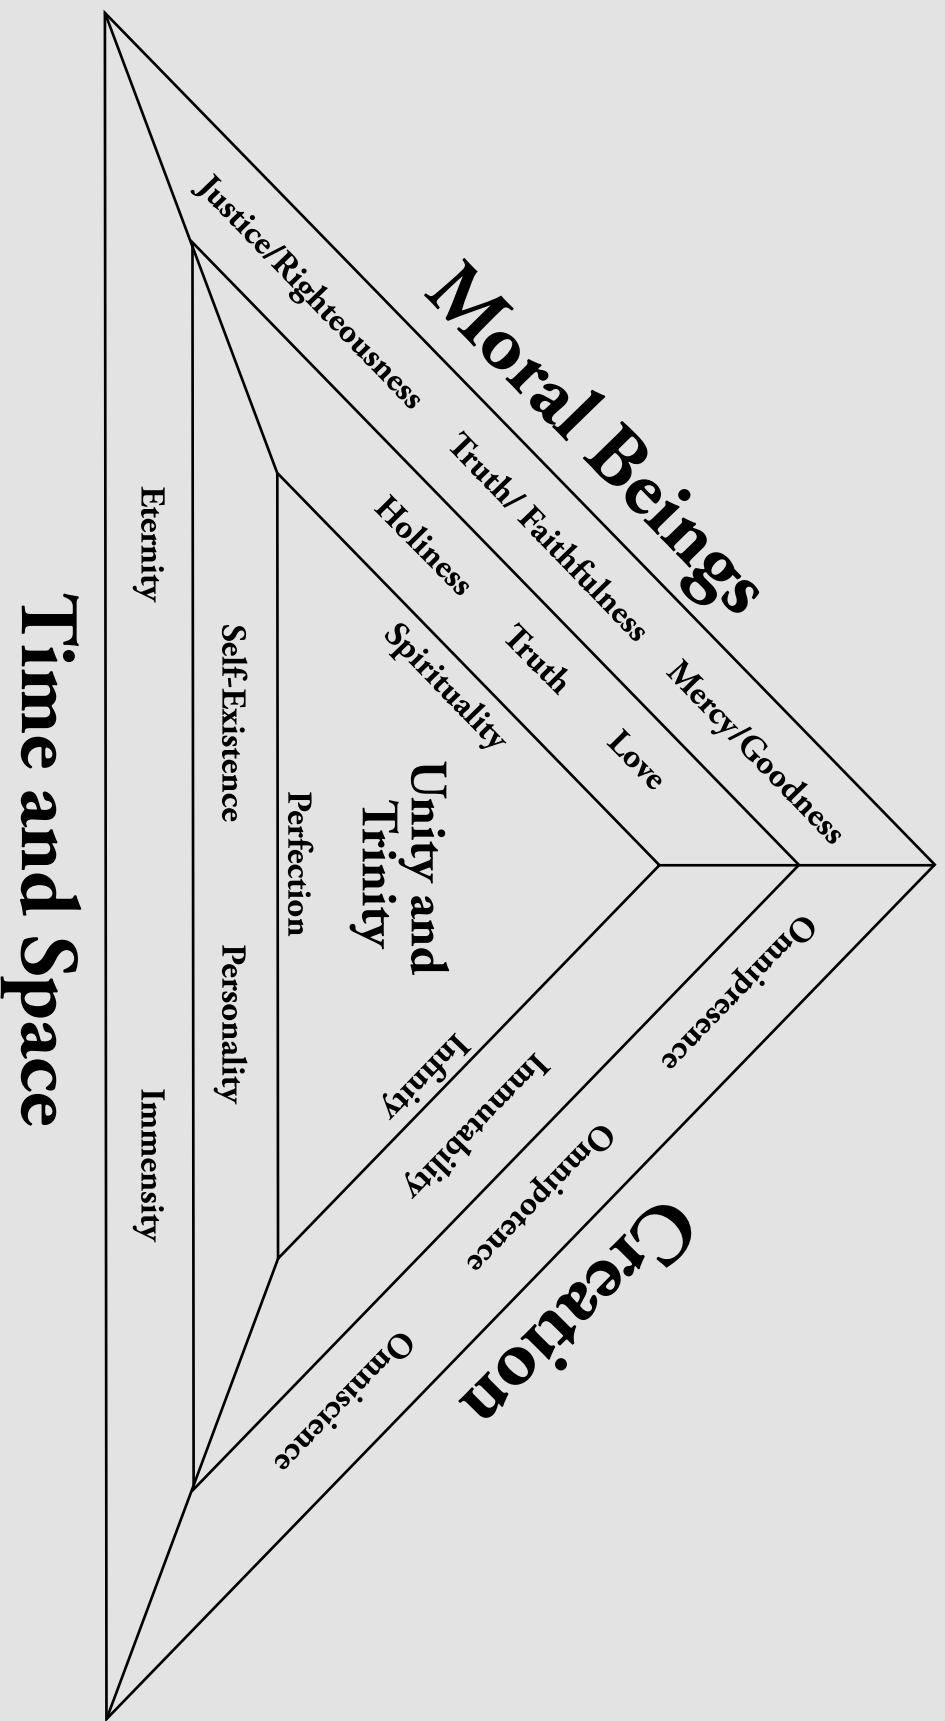 Moral Beings
Justice/Righteousness
Truth/ Faithfulness
Mercy/Goodness
Holiness
Truth
Love
Spirituality
Unity and
Trinity
Perfection
Infinity
Immutability
Self-Existence
Personality
Eternity
Immensity
Omnipresence
Omnipotence
Omniscience
Creation
Time and Space